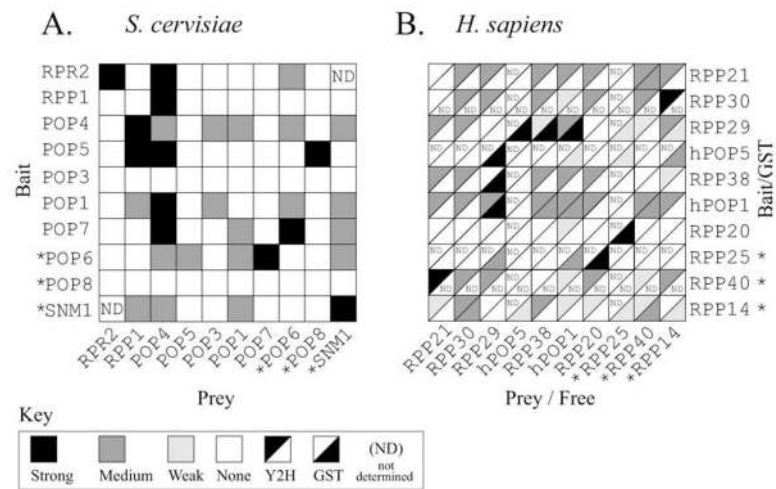 A. S. cervisiae
B. H. sapiens
Bait
RPR2
RPP1
POP4
POP5
POP3
POP1
POP7
*POP6
*POP8
*SNM1
ND
ND
RPR2
RPP1
POP4
POP5
POP3
POP1
POP7
*POP6
*POP8
*SNM1
Prey
RPP21
RPP30
RPP29
hPOP5
RPP38
hPOP1
RPP20
RPP25 *
RPP40 *
RPP14 *
Bait/GST
RPP21
RPP30
RPP29
hPOP5
RPP38
hPOP1
RPP20
*RPP25
*RPP40
*RPP14
Prey / Free
Key
Strong
Medium
Weak
None
Y2H
GST
(ND)
not
determined